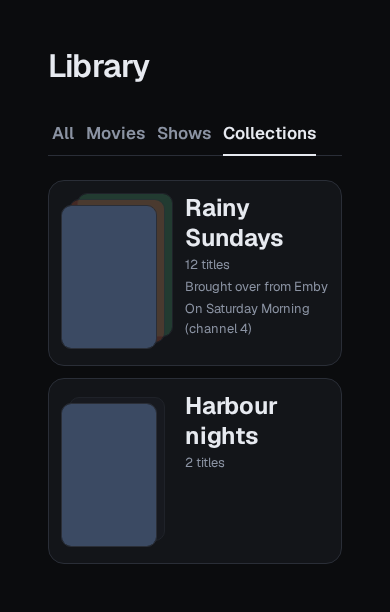 Library
All Movies Shows Collections
Rainy
Sundays
12 titles
Brought over from Emby
On Saturday Morning
(channel 4)
Harbour
nights
2 titles